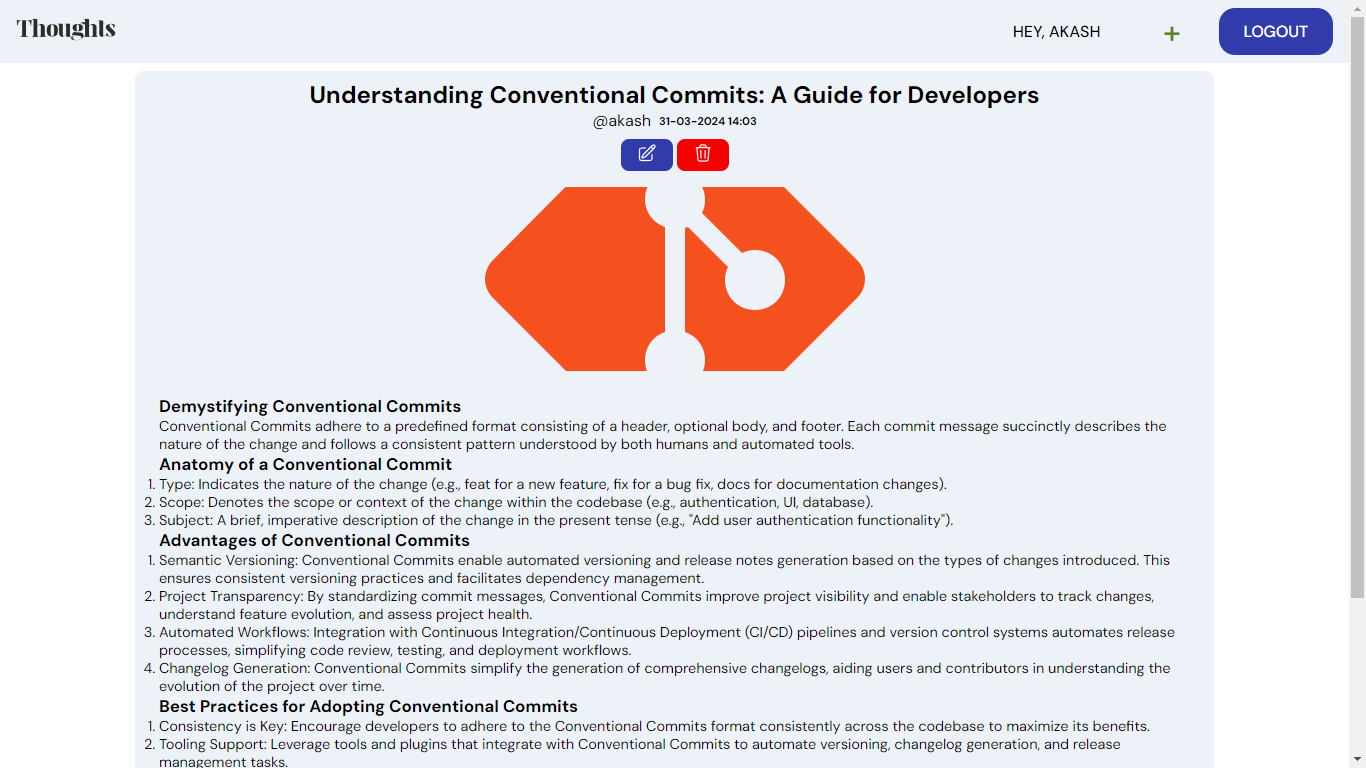 Thoughts
HEY, AKASH
+
LOGOUT
Understanding Conventional Commits: A Guide for Developers
@akash 31-03-2024 14:03
Demystifying Conventional Commits
Conventional Commits adhere to a predefined format consisting of a header, optional body, and footer. Each commit message succinctly describes the
nature of the change and follows a consistent pattern understood by both humans and automated tools.
Anatomy of a Conventional Commit
1. Type: Indicates the nature of the change (e.g., feat for a new feature, fix for a bug fix, docs for documentation changes).
2. Scope: Denotes the scope or context of the change within the codebase (e.g., authentication, UI, database).
3. Subject: A brief, imperative description of the change in the present tense (e.g., "Add user authentication functionality").
Advantages of Conventional Commits
1. Semantic Versioning: Conventional Commits enable automated versioning and release notes generation based on the types of changes introduced. This
ensures consistent versioning practices and facilitates dependency management.
2. Project Transparency: By standardizing commit messages, Conventional Commits improve project visibility and enable stakeholders to track changes,
understand feature evolution, and assess project health.
3. Automated Workflows: Integration with Continuous Integration/Continuous Deployment (CI/CD) pipelines and version control systems automates release
processes, simplifying code review, testing, and deployment workflows.
4. Changelog Generation: Conventional Commits simplify the generation of comprehensive changelogs, aiding users and contributors in understanding the
evolution of the project over time.
Best Practices for Adopting Conventional Commits
1. Consistency is Key: Encourage developers to adhere to the Conventional Commits format consistently across the codebase to maximize its benefits.
2. Tooling Support: Leverage tools and plugins that integrate with Conventional Commits to automate versioning, changelog generation, and release
management tasks.